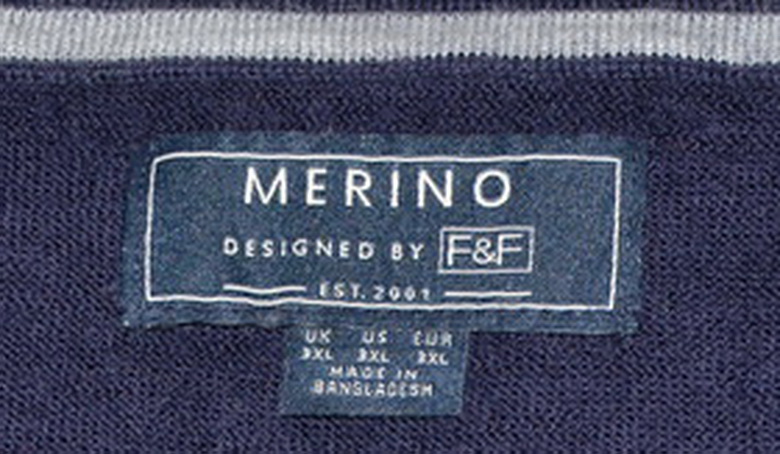 MERINO
DESIGNED BY F&F
EST. 2001
UK US EUR
3XL 3XL 3XL
MADE IN
BANGLADESH